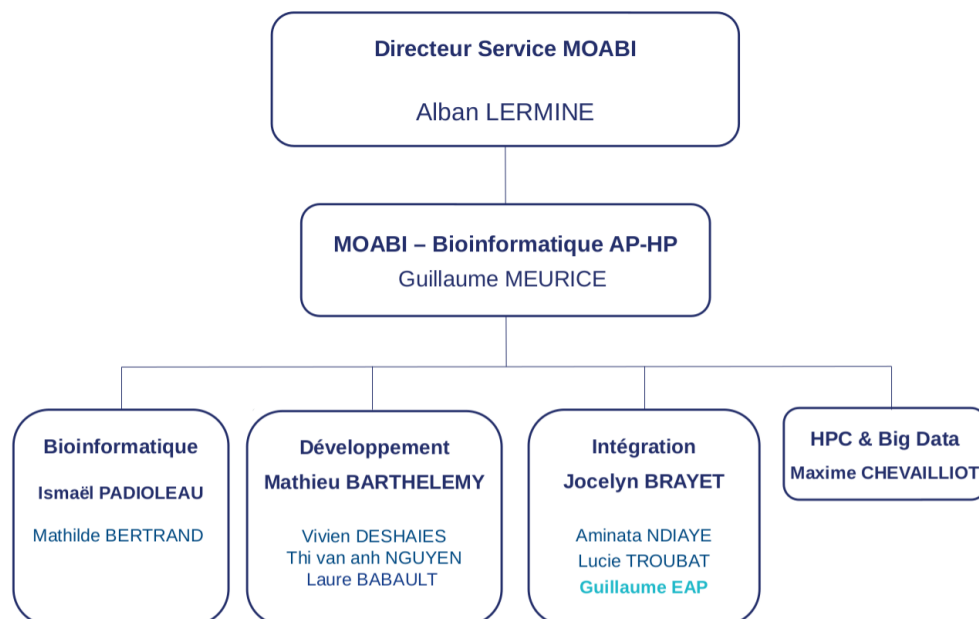 Directeur Service MOABI
Alban LERMINE
MOABI – Bioinformatique AP-HP
Guillaume MEURICE
Bioinformatique
Ismaël PADIOLEAU
Mathilde BERTRAND
Développement
Mathieu BARTHELEMY
Vivien DESHAIES
Thi van anh NGUYEN
Laure BABAULT
Intégration
Jocelyn BRAYET
Aminata NDIAYE
Lucie TROUBAT
Guillaume EAP
HPC & Big Data
Maxime CHEVAILLIOT